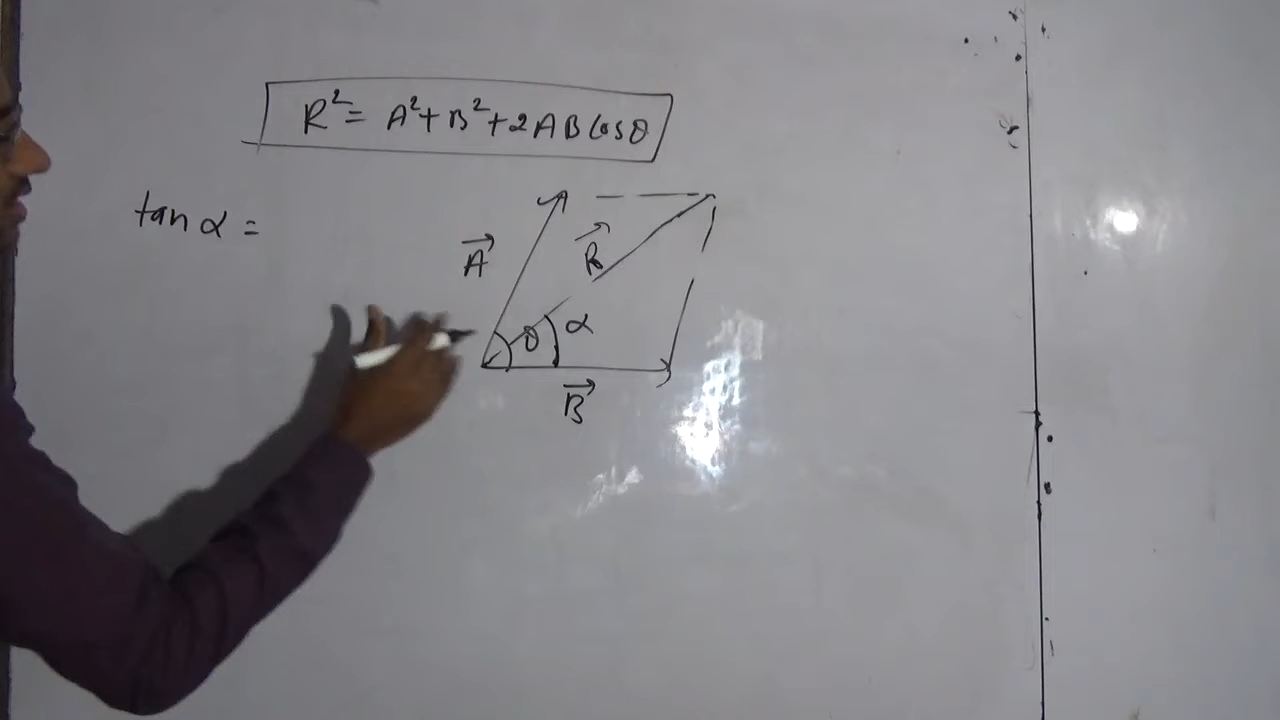 R² = A² + B² + 2AB cosθ
tan α =
A⃗
R⃗
θ
α
B⃗